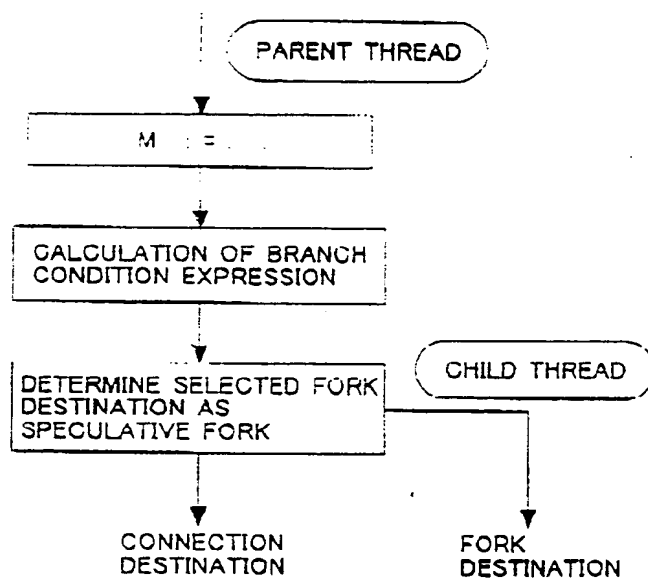 PARENT THREAD
M : = . . .
CALCULATION OF BRANCH
CONDITION EXPRESSION
DETERMINE SELECTED FORK
DESTINATION AS
SPECULATIVE FORK
CHILD THREAD
CONNECTION
DESTINATION
FORK
DESTINATION